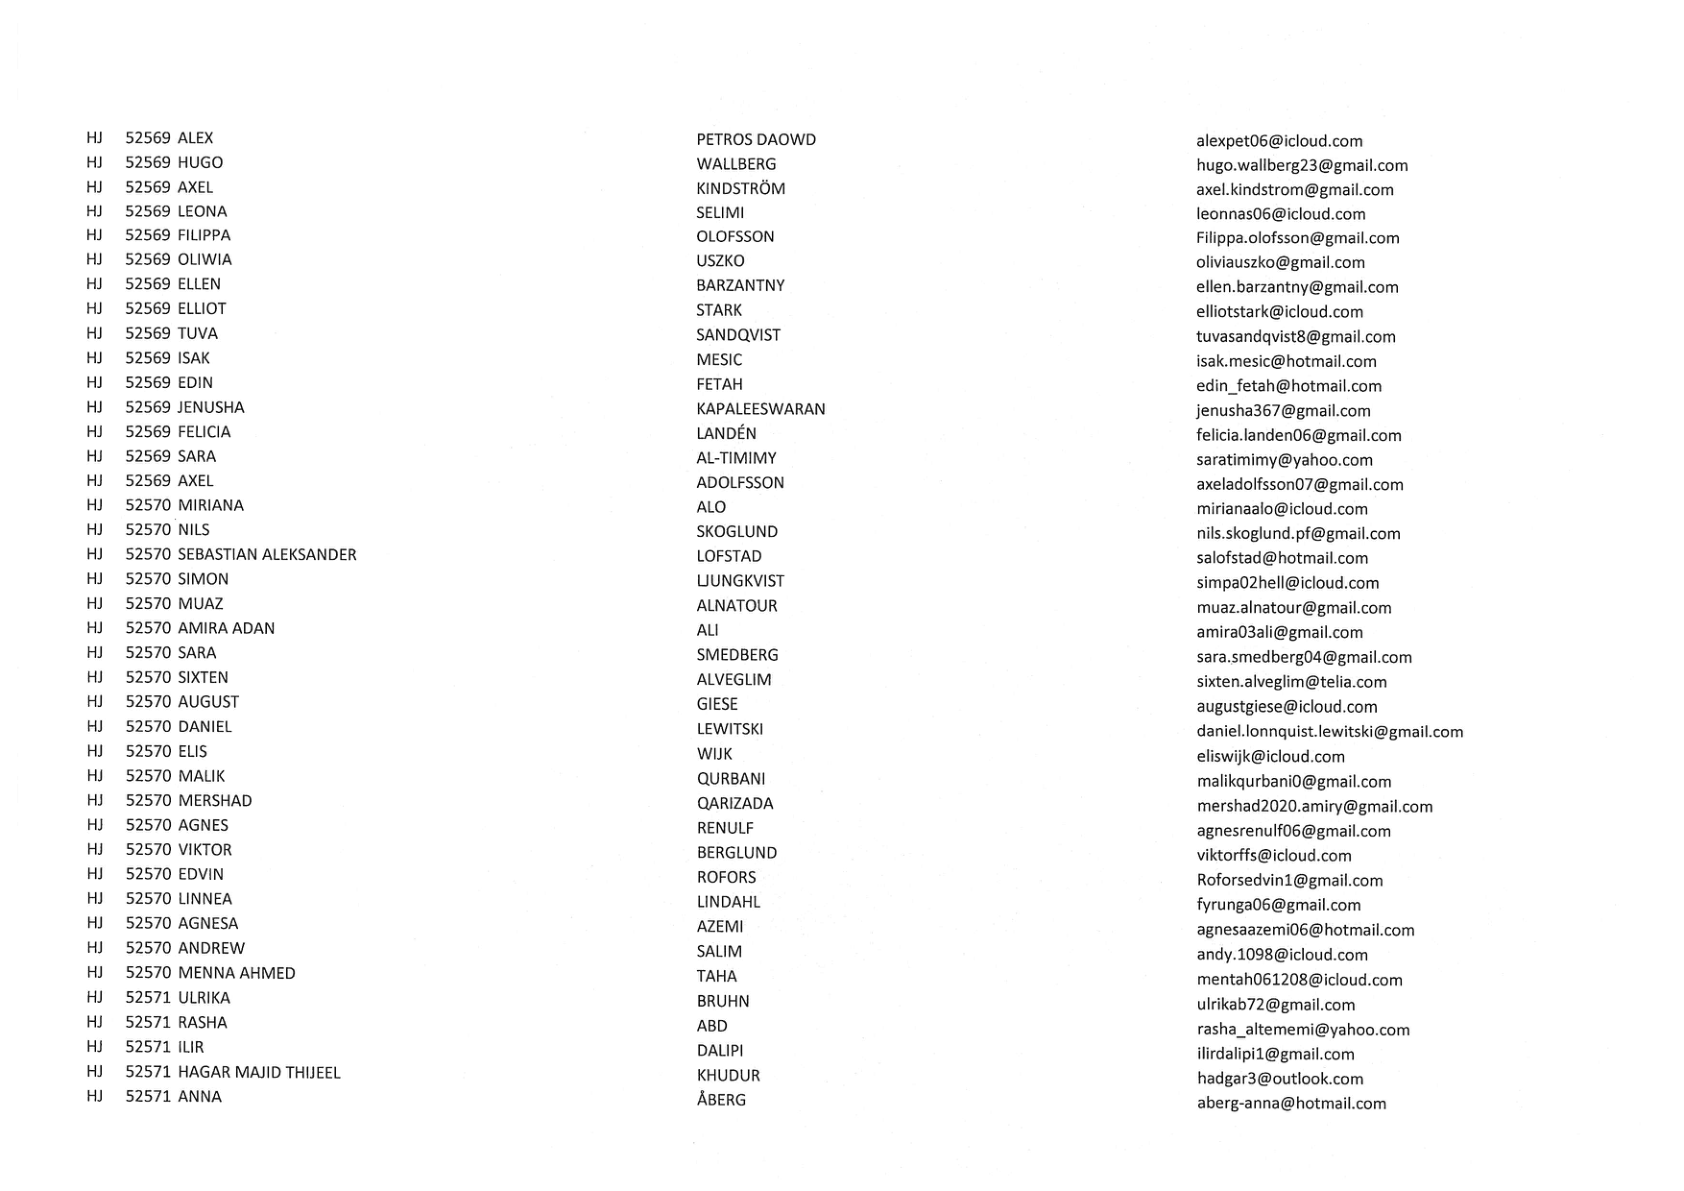 HJ 52569 ALEX PETROS DAOWD alexpet06@icloud.com
HJ 52569 HUGO WALLBERG hugo.wallberg23@gmail.com
HJ 52569 AXEL KINDSTRÖM axel.kindstrom@gmail.com
HJ 52569 LEONA SELIMI leonnas06@icloud.com
HJ 52569 FILIPPA OLOFSSON Filippa.olofsson@gmail.com
HJ 52569 OLIWIA USZKO oliviauszko@gmail.com
HJ 52569 ELLEN BARZANTNY ellen.barzantny@gmail.com
HJ 52569 ELLIOT STARK elliotstark@icloud.com
HJ 52569 TUVA SANDQVIST tuvasandqvist8@gmail.com
HJ 52569 ISAK MESIC isak.mesic@hotmail.com
HJ 52569 EDIN FETAH edin_fetah@hotmail.com
HJ 52569 JENUSHA KAPALEESWARAN jenusha367@gmail.com
HJ 52569 FELICIA LANDÉN felicia.landen06@gmail.com
HJ 52569 SARA AL-TIMIMY saratimimy@yahoo.com
HJ 52569 AXEL ADOLFSSON axeladolfsson07@gmail.com
HJ 52570 MIRIANA ALO mirianaalo@icloud.com
HJ 52570 NILS SKOGLUND nils.skoglund.pf@gmail.com
HJ 52570 SEBASTIAN ALEKSANDER LOFSTAD salofstad@hotmail.com
HJ 52570 SIMON LJUNGKVIST simpa02hell@icloud.com
HJ 52570 MUAZ ALNATOUR muaz.alnatour@gmail.com
HJ 52570 AMIRA ADAN ALI amira03ali@gmail.com
HJ 52570 SARA SMEDBERG sara.smedberg04@gmail.com
HJ 52570 SIXTEN ALVEGLIM sixten.alveglim@telia.com
HJ 52570 AUGUST GIESE augustgiese@icloud.com
HJ 52570 DANIEL LEWITSKI daniel.lonnquist.lewitski@gmail.com
HJ 52570 ELIS WIJK eliswijk@icloud.com
HJ 52570 MALIK QURBANI malikqurbani0@gmail.com
HJ 52570 MERSHAD QARIZADA mershad2020.amiry@gmail.com
HJ 52570 AGNES RENULF agnesrenulf06@gmail.com
HJ 52570 VIKTOR BERGLUND viktorffs@icloud.com
HJ 52570 EDVIN ROFORS Roforsedvin1@gmail.com
HJ 52570 LINNEA LINDAHL fyrunga06@gmail.com
HJ 52570 AGNESA AZEMI agnesaazemi06@hotmail.com
HJ 52570 ANDREW SALIM andy.1098@icloud.com
HJ 52570 MENNA AHMED TAHA mentah061208@icloud.com
HJ 52571 ULRIKA BRUHN ulrikab72@gmail.com
HJ 52571 RASHA ABD rasha_altememi@yahoo.com
HJ 52571 ILIR DALIPI ilirdalipi1@gmail.com
HJ 52571 HAGAR MAJID THIJEEL KHUDUR hadgar3@outlook.com
HJ 52571 ANNA ÅBERG aberg-anna@hotmail.com